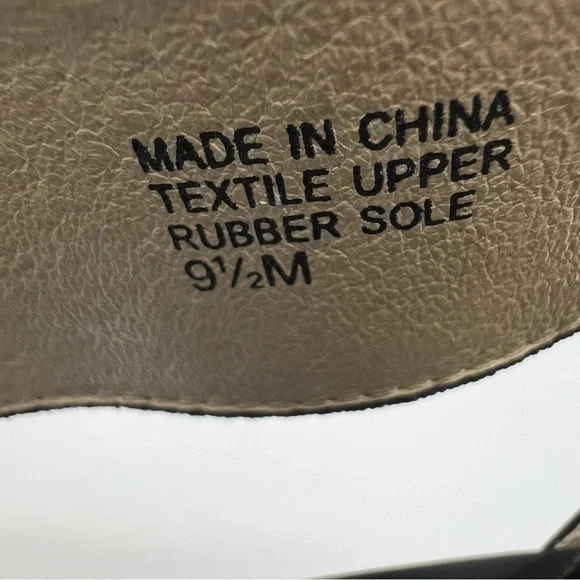 MADE IN CHINA
TEXTILE UPPER
RUBBER SOLE
9½M